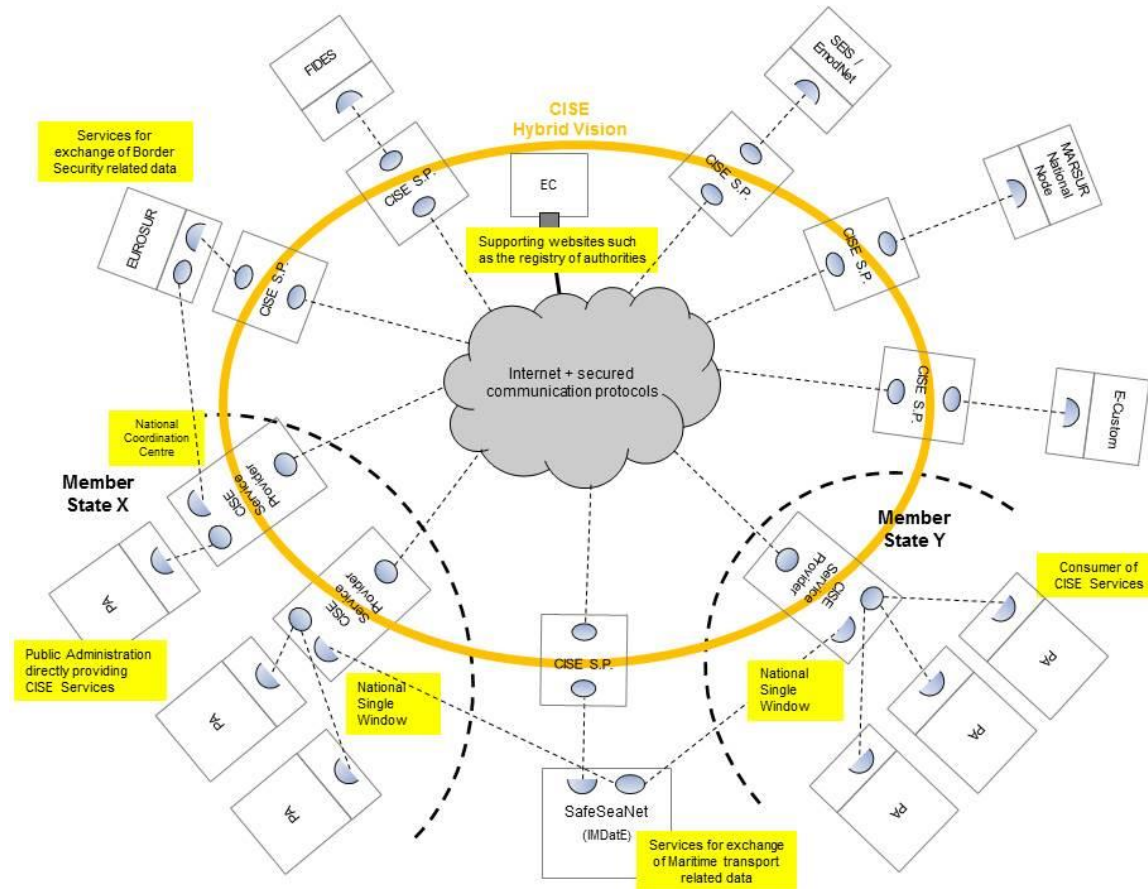 FIDES
SEIS /
EmodNet
CISE
Hybrid Vision
Services for
exchange of Border
Security related data
CISE S.P.
EC
CISE S.P.
MARSUR
National
Node
EUROSUR
CISE S.P.
Supporting websites such
as the registry of authorities
CISE S.P.
Internet + secured
communication protocols
CISE S.P.
E-Custom
National
Coordination
Centre
Member
State X
CISE
Service
Provider
Member
State Y
PA
CISE
Service
Provider
CISE
Service
Provider
Consumer of
CISE Services
Public Administration
directly providing
CISE Services
CISE S.P.
PA
National
Single
Window
National
Single
Window
PA
PA
PA
PA
SafeSeaNet
(IMDatE)
Services for exchange
of Maritime transport
related data